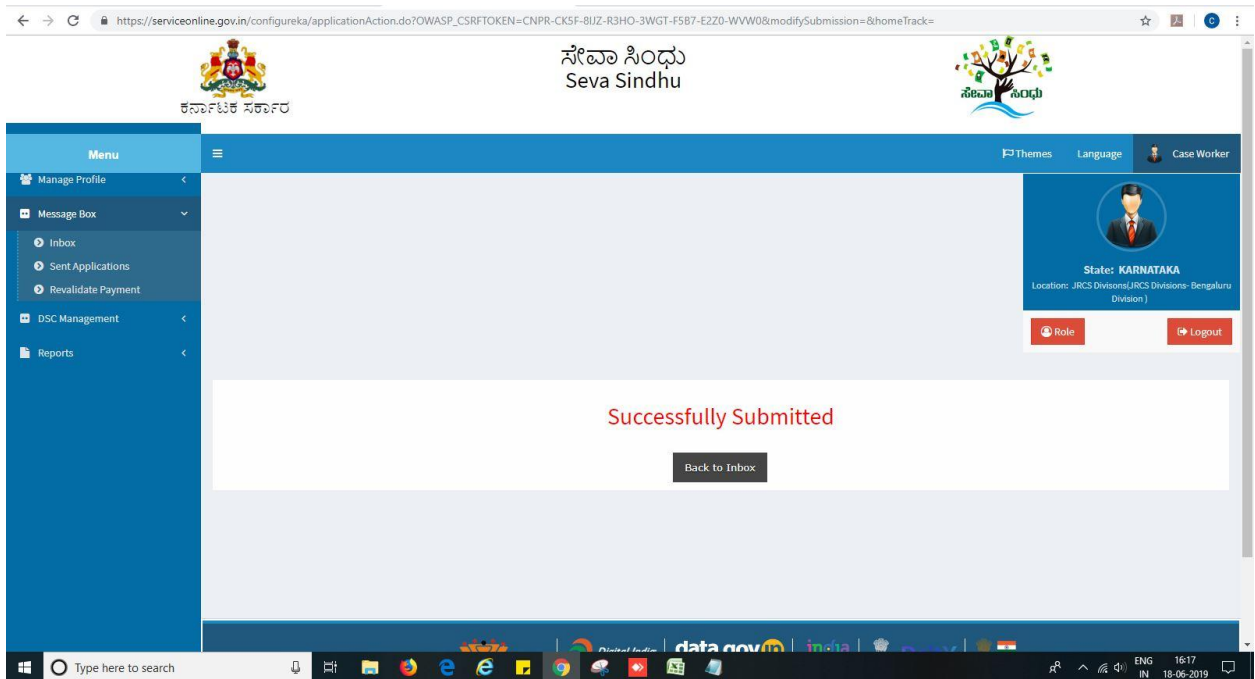 https://serviceonline.gov.in/configureka/applicationAction.do?OWASP_CSRFTOKEN=CNPR-CK5F-8IJZ-R3HO-3WGT-F5B7-E2Z0-WVW0&modifySubmission=&homeTrack=
C
ಕರ್ನಾಟಕ ಸರ್ಕಾರ
ಸೇವಾ ಸಿಂಧು
Seva Sindhu
ಸೇವಾ ಸಿಂಧು
Menu
Themes
Language
Case Worker
Manage Profile
Message Box
Inbox
Sent Applications
Revalidate Payment
DSC Management
Reports
State: KARNATAKA
Location: JRCS Divisons(JRCS Divisions- Bengaluru
Division )
Role
Logout
Successfully Submitted
Back to Inbox
Digital India
data.gov.in
india
Type here to search
ENG
IN
16:17
18-06-2019